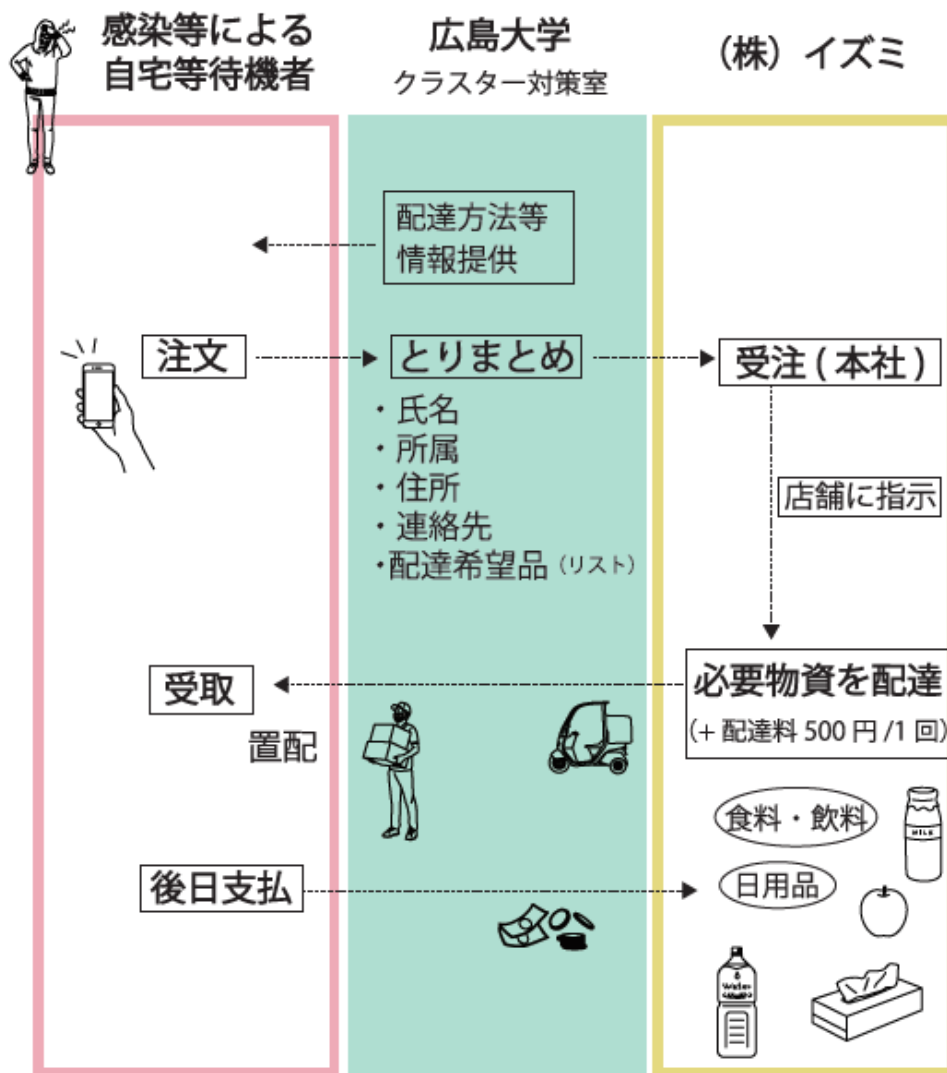 感染等による
自宅等待機者
広島大学
クラスター対策室
（株）イズミ
配達方法等
情報提供
注文
とりまとめ
受注(本社)
・氏名
・所属
・住所
・連絡先
・配達希望品（リスト）
店舗に指示
受取
必要物資を配達
(+ 配達料 500 円 /1 回)
置配
食料・飲料
MILK
後日支払
日用品
Water